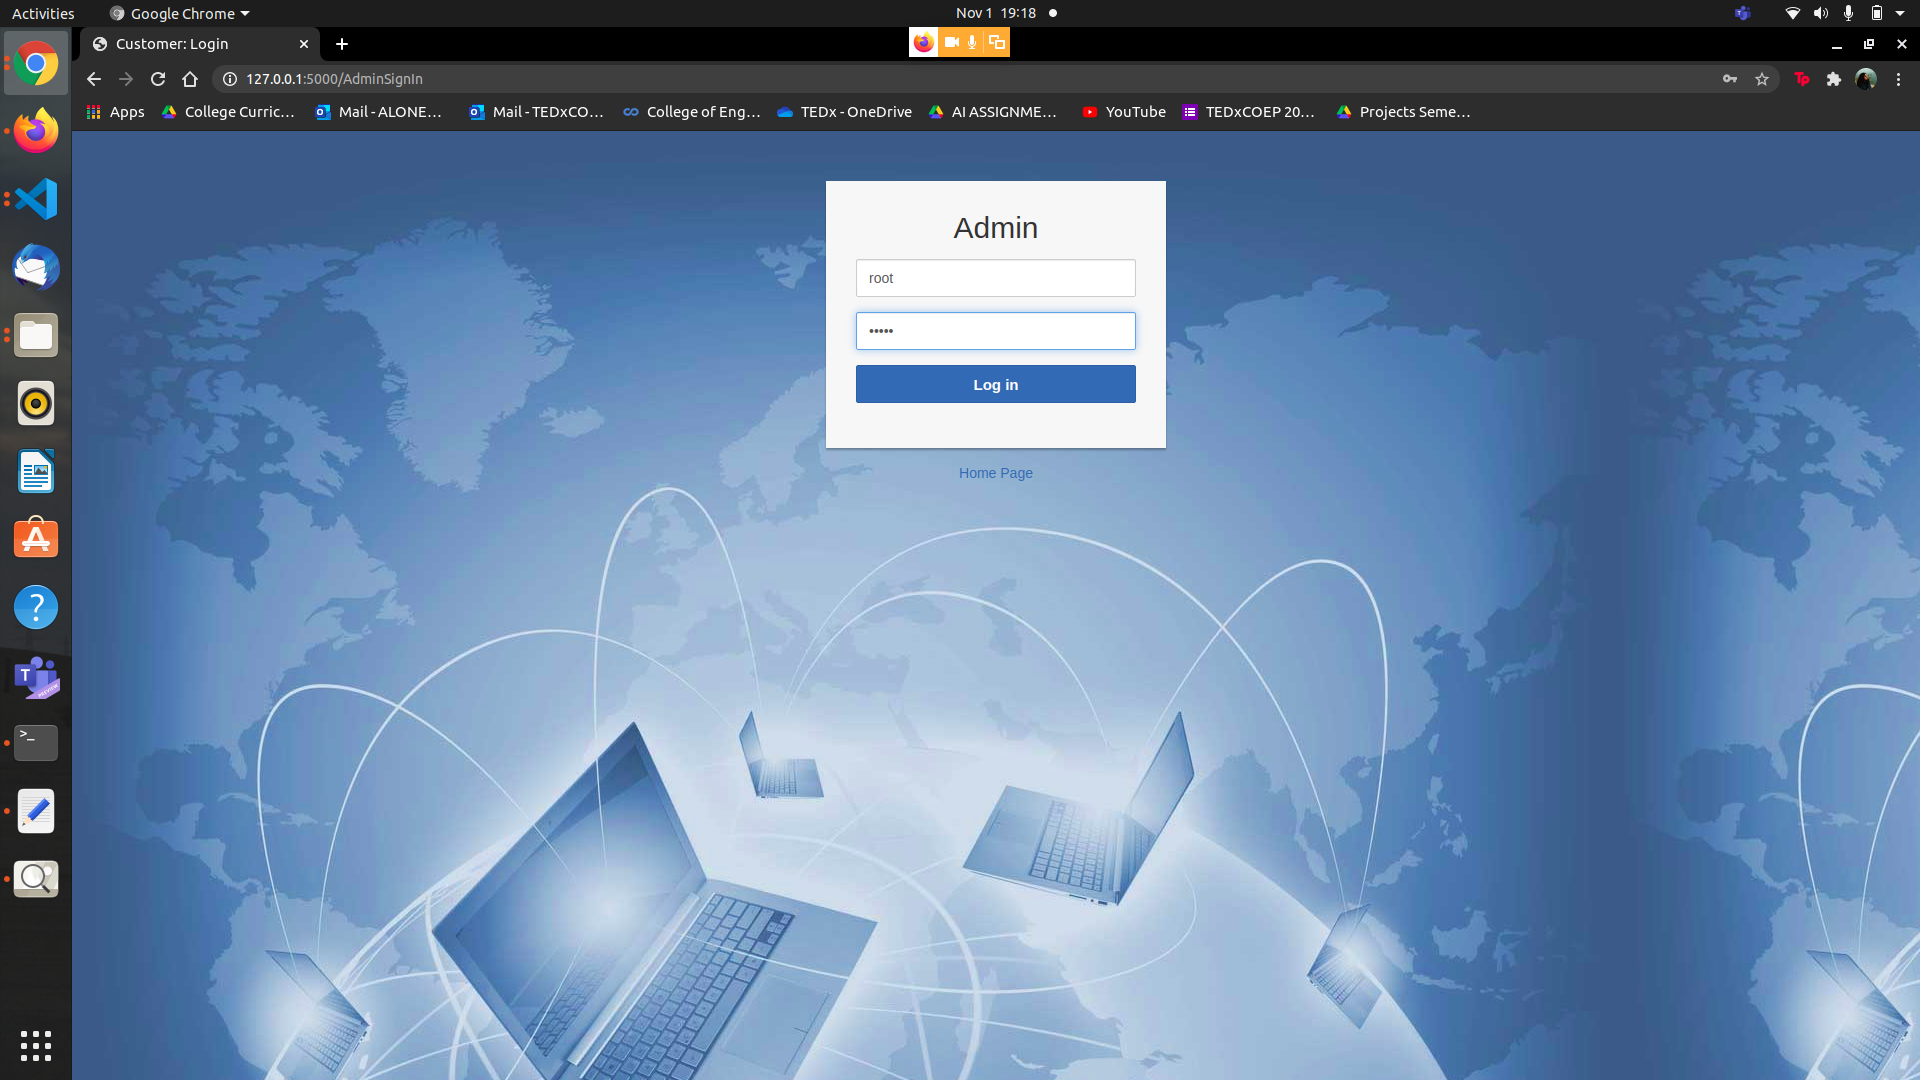 Activities
Google Chrome
Nov 1 19:18
Customer: Login
127.0.0.1:5000/AdminSignIn
Tp
Apps
College Curric...
Mail - ALONE...
Mail - TEDxCO...
College of Eng...
TEDx - OneDrive
AI ASSIGNME...
YouTube
TEDxCOEP 20...
Projects Seme...
Admin
root
•••••
Log in
Home Page